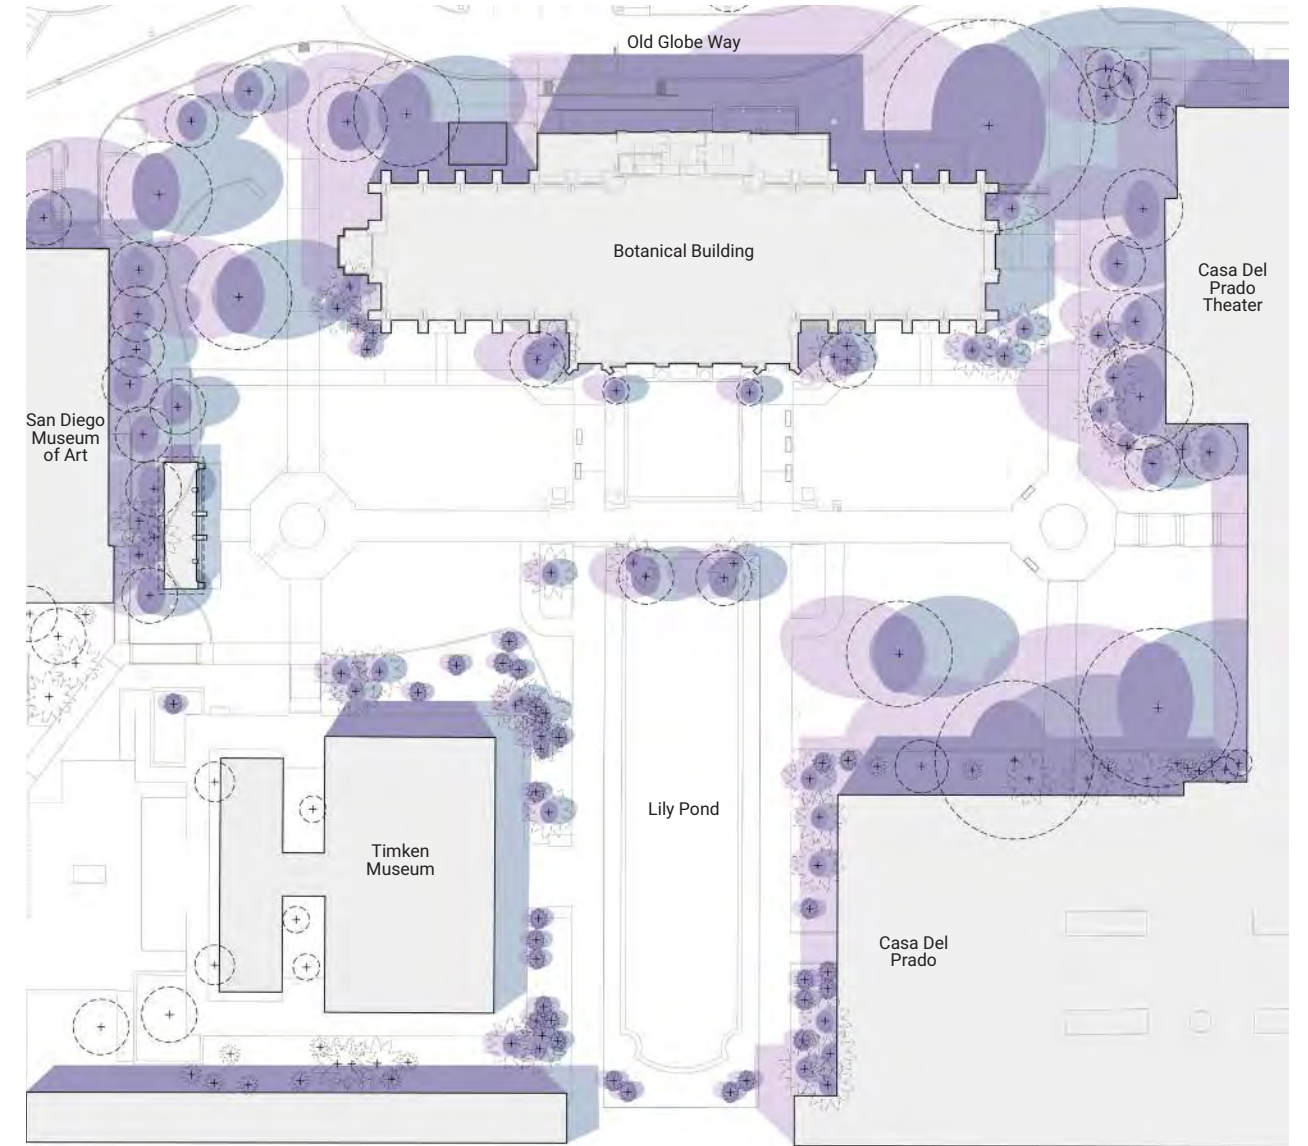 Old Globe Way
Botanical Building
Casa Del
Prado
Theater
San Diego
Museum
of Art
Lily Pond
Timken
Museum
Casa Del
Prado